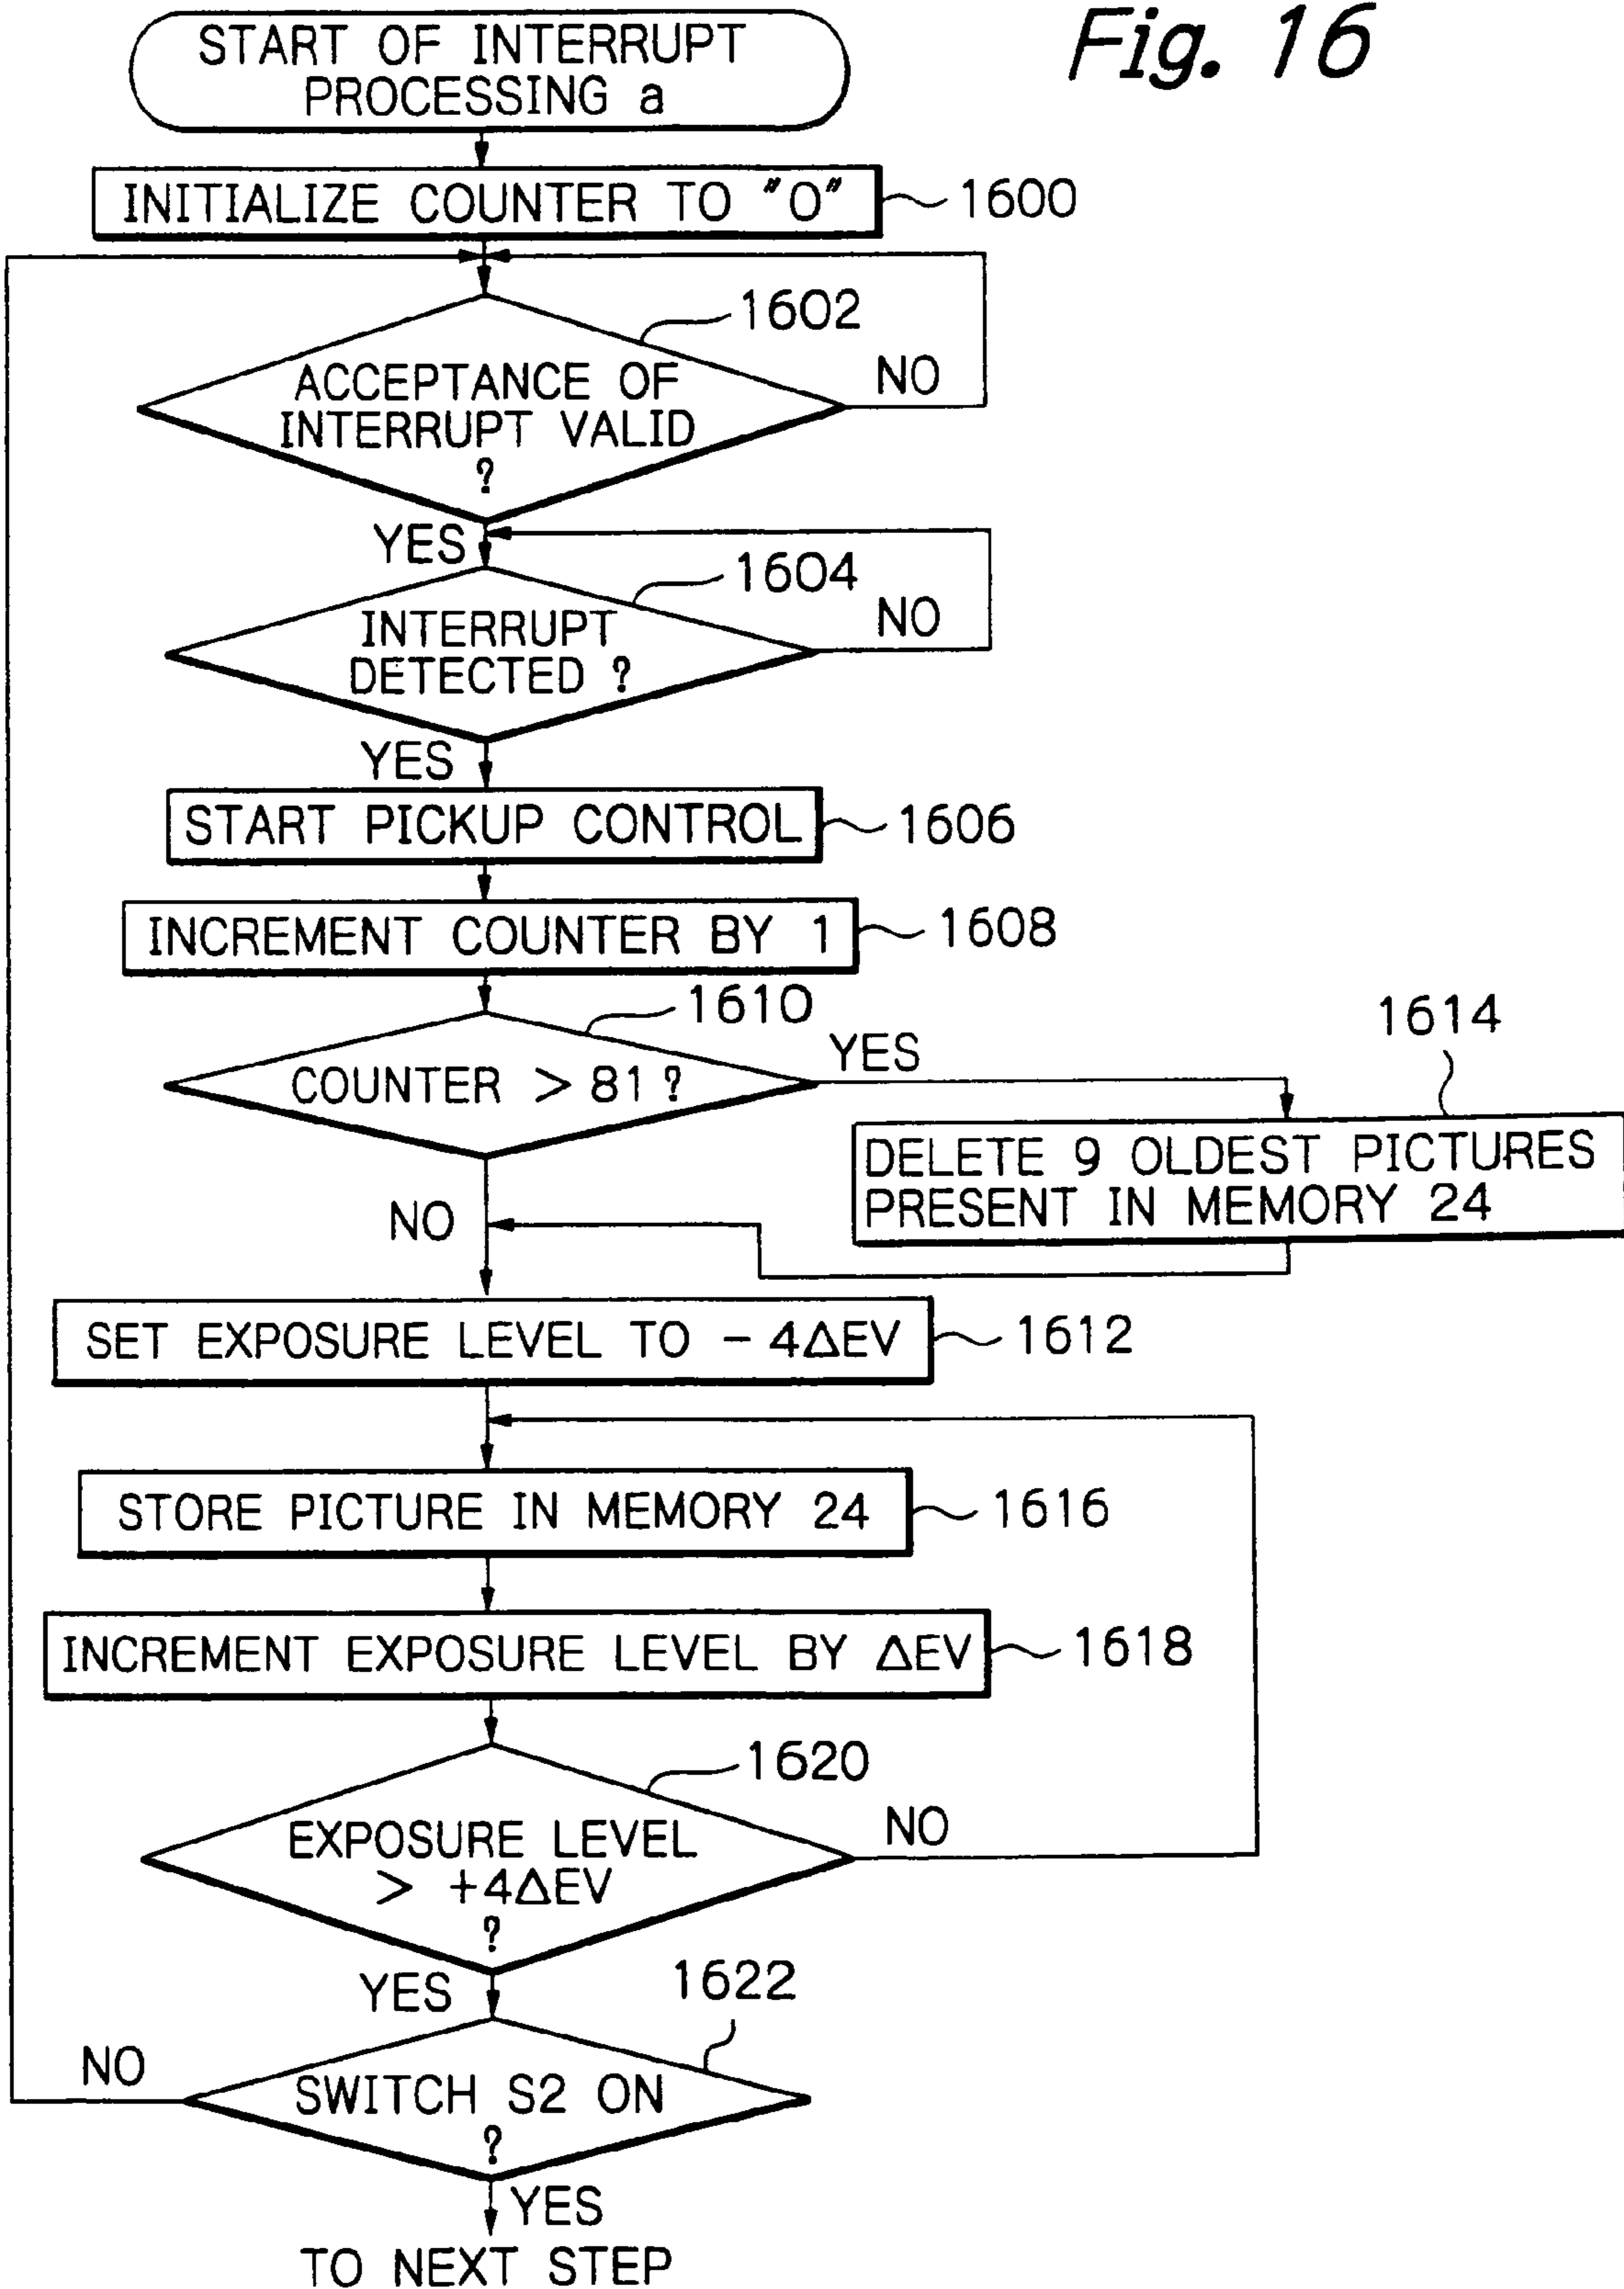 Fig. 16
START OF INTERRUPT
PROCESSING a
INITIALIZE COUNTER TO "0"
1600
1602
ACCEPTANCE OF
INTERRUPT VALID
?
NO
YES
1604
INTERRUPT
DETECTED ?
NO
YES
START PICKUP CONTROL
1606
INCREMENT COUNTER BY 1
1608
1610
COUNTER > 81 ?
YES
1614
DELETE 9 OLDEST PICTURES
PRESENT IN MEMORY 24
NO
SET EXPOSURE LEVEL TO - 4ΔEV
1612
STORE PICTURE IN MEMORY 24
1616
INCREMENT EXPOSURE LEVEL BY ΔEV
1618
1620
EXPOSURE LEVEL
> +4ΔEV
?
NO
YES
1622
SWITCH S2 ON
?
NO
YES
TO NEXT STEP